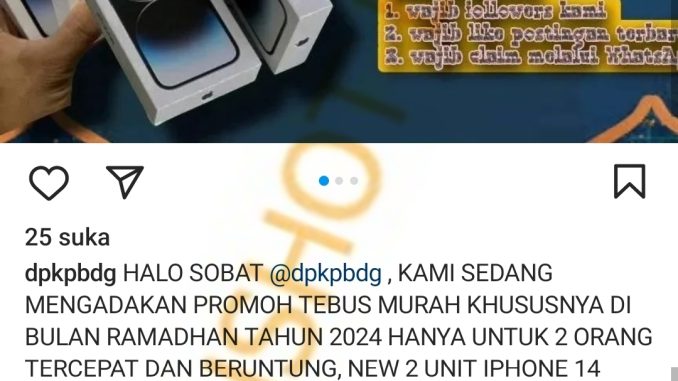 1. wajib followers kami
2. wajib like postingan terbar
3. wajib claim melalui WhatsA
25 suka
dpkpbdg HALO SOBAT @dpkpbdg , KAMI SEDANG
MENGADAKAN PROMOH TEBUS MURAH KHUSUSNYA DI
BULAN RAMADHAN TAHUN 2024 HANYA UNTUK 2 ORANG
TERCEPAT DAN BERUNTUNG, NEW 2 UNIT IPHONE 14